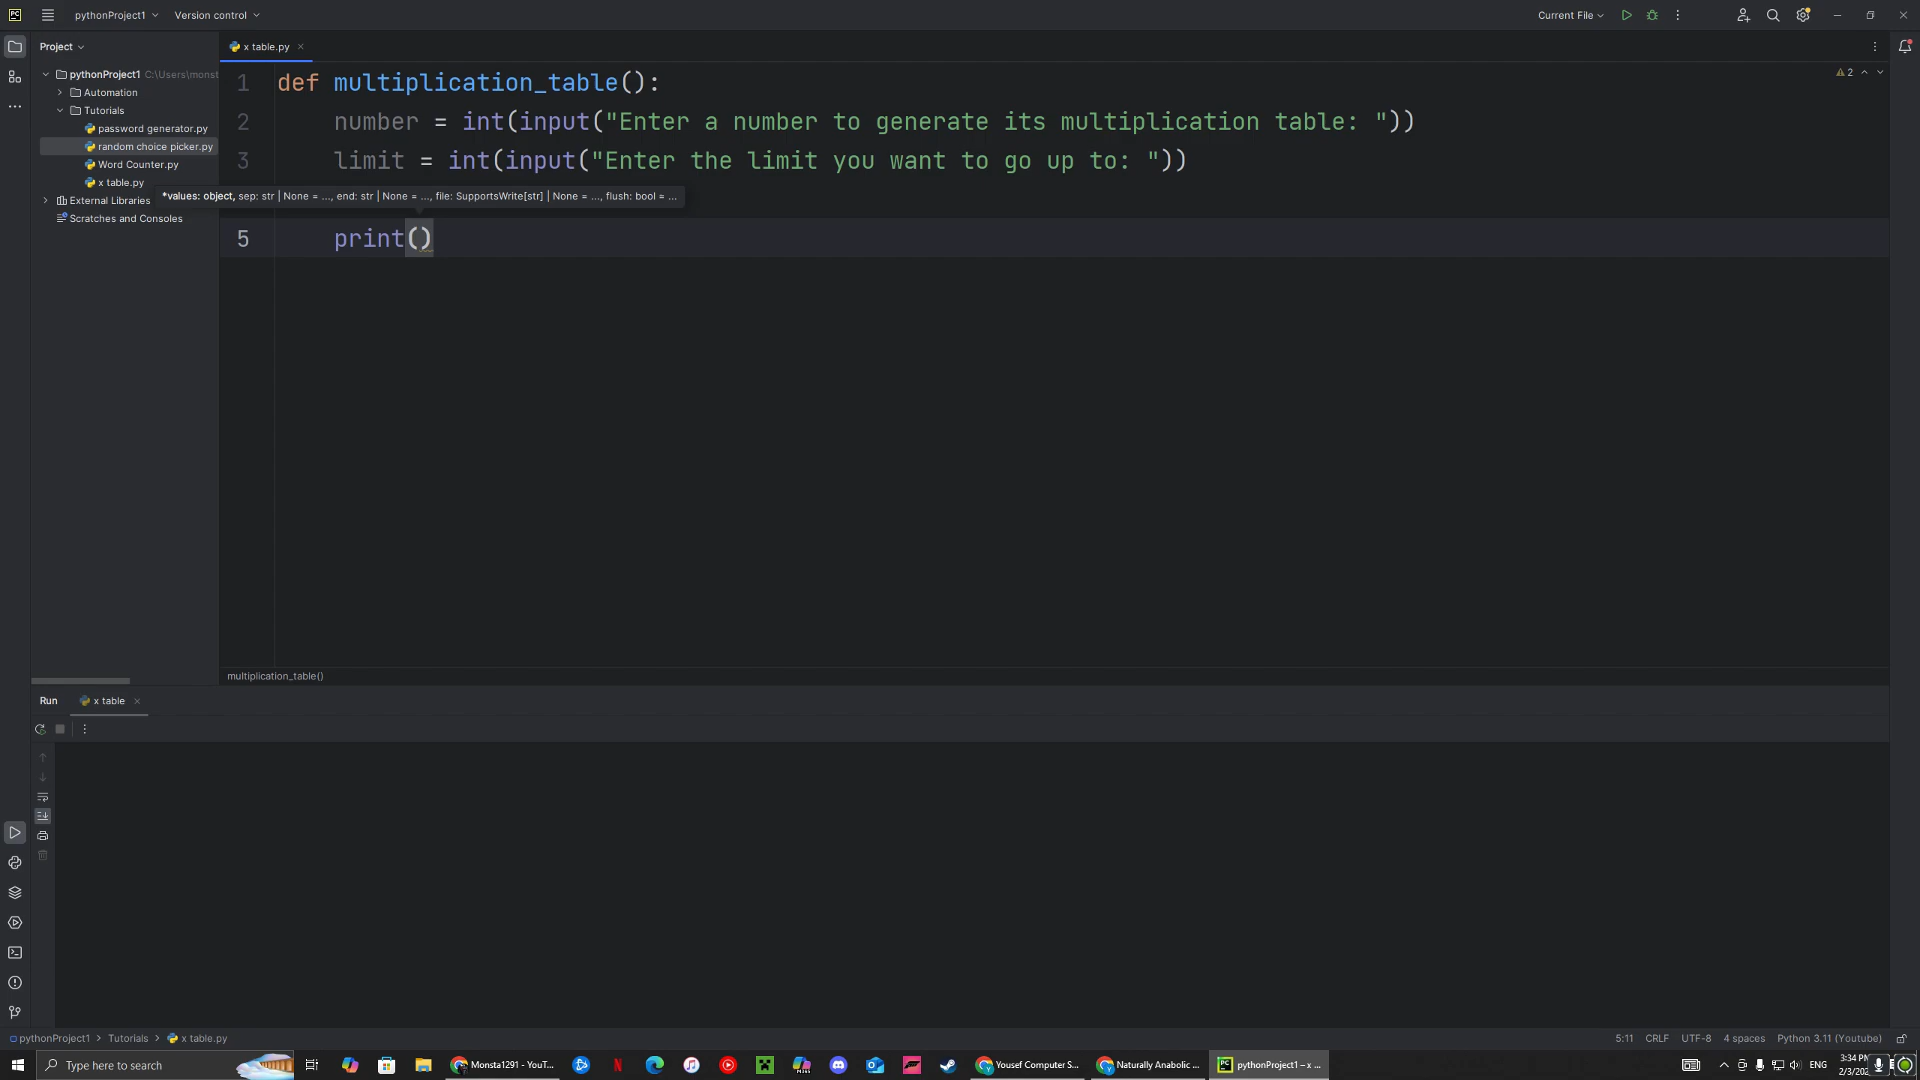 PC pythonProject1 Version control Current File
Project x table.py
pythonProject1 C:\Users\monst
Automation
Tutorials
password generator.py
random choice picker.py
Word Counter.py
x table.py
External Libraries
Scratches and Consoles
2
1 def multiplication_table():
2 number = int(input("Enter a number to generate its multiplication table: "))
3 limit = int(input("Enter the limit you want to go up to: "))
*values: object, sep: str | None = ..., end: str | None = ..., file: SupportsWrite[str] | None = ..., flush: bool = ...
5 print()
multiplication_table()
Run x table
pythonProject1 Tutorials x table.py 5:11 CRLF UTF-8 4 spaces Python 3.11 (Youtube)
Type here to search Monsta1291 - YouT... Yousef Computer S... Naturally Anabolic ... PC pythonProject1 – x ... ENG 3:34 PM